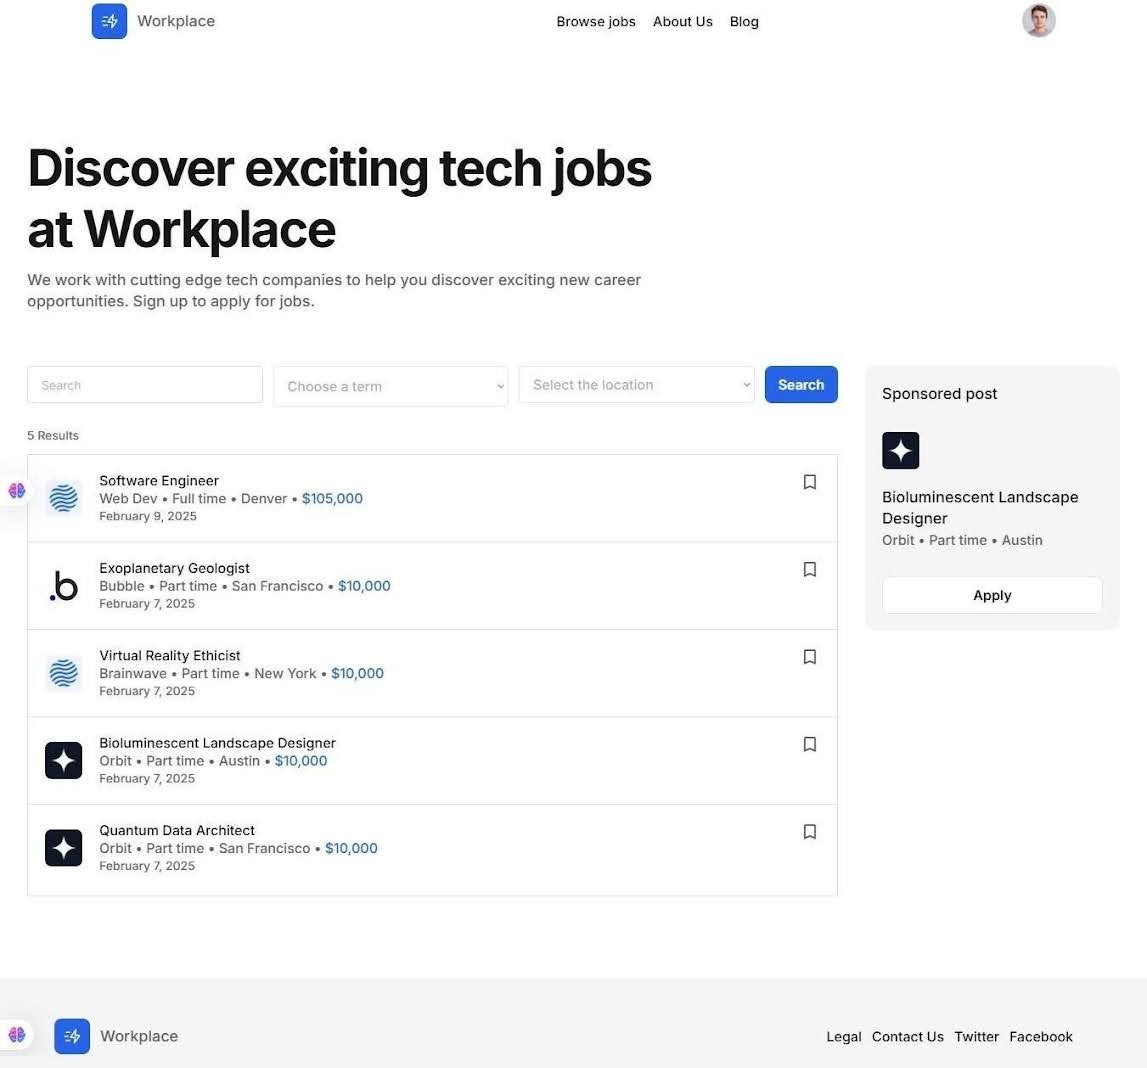 Workplace
Browse jobs About Us Blog
Discover exciting tech jobs
at Workplace
We work with cutting edge tech companies to help you discover exciting new career
opportunities. Sign up to apply for jobs.
Search
Choose a term
Select the location
Search
5 Results
Software Engineer
Web Dev • Full time • Denver • $105,000
February 9, 2025
.b
Exoplanetary Geologist
Bubble • Part time • San Francisco • $10,000
February 7, 2025
Virtual Reality Ethicist
Brainwave • Part time • New York • $10,000
February 7, 2025
Bioluminescent Landscape Designer
Orbit • Part time • Austin • $10,000
February 7, 2025
Quantum Data Architect
Orbit • Part time • San Francisco • $10,000
February 7, 2025
Sponsored post
Bioluminescent Landscape
Designer
Orbit • Part time • Austin
Apply
Workplace
Legal Contact Us Twitter Facebook